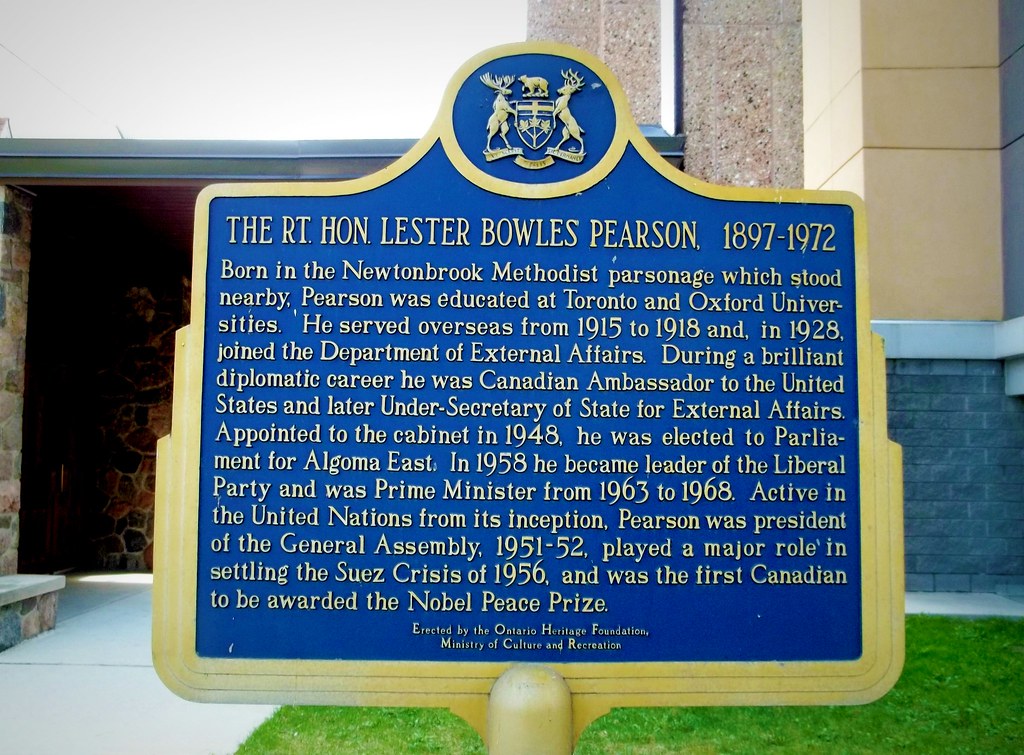 THE RT. HON. LESTER BOWLES PEARSON, 1897-1972
Born in the Newtonbrook Methodist parsonage which stood
nearby, Pearson was educated at Toronto and Oxford Univer-
sities. He served overseas from 1915 to 1918 and, in 1928,
joined the Department of External Affairs. During a brilliant
diplomatic career he was Canadian Ambassador to the United
States and later Under-Secretary of State for External Affairs.
Appointed to the cabinet in 1948, he was elected to Parlia-
ment for Algoma East. In 1958 he became leader of the Liberal
Party and was Prime Minister from 1963 to 1968. Active in
the United Nations from its inception, Pearson was president
of the General Assembly, 1951-52, played a major role in
settling the Suez Crisis of 1956, and was the first Canadian
to be awarded the Nobel Peace Prize.
Erected by the Ontario Heritage Foundation,
Ministry of Culture and Recreation